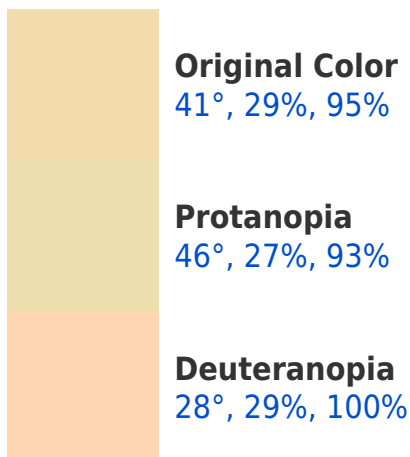 Original Color
41°, 29%, 95%
Protanopia
46°, 27%, 93%
Deuteranopia
28°, 29%, 100%